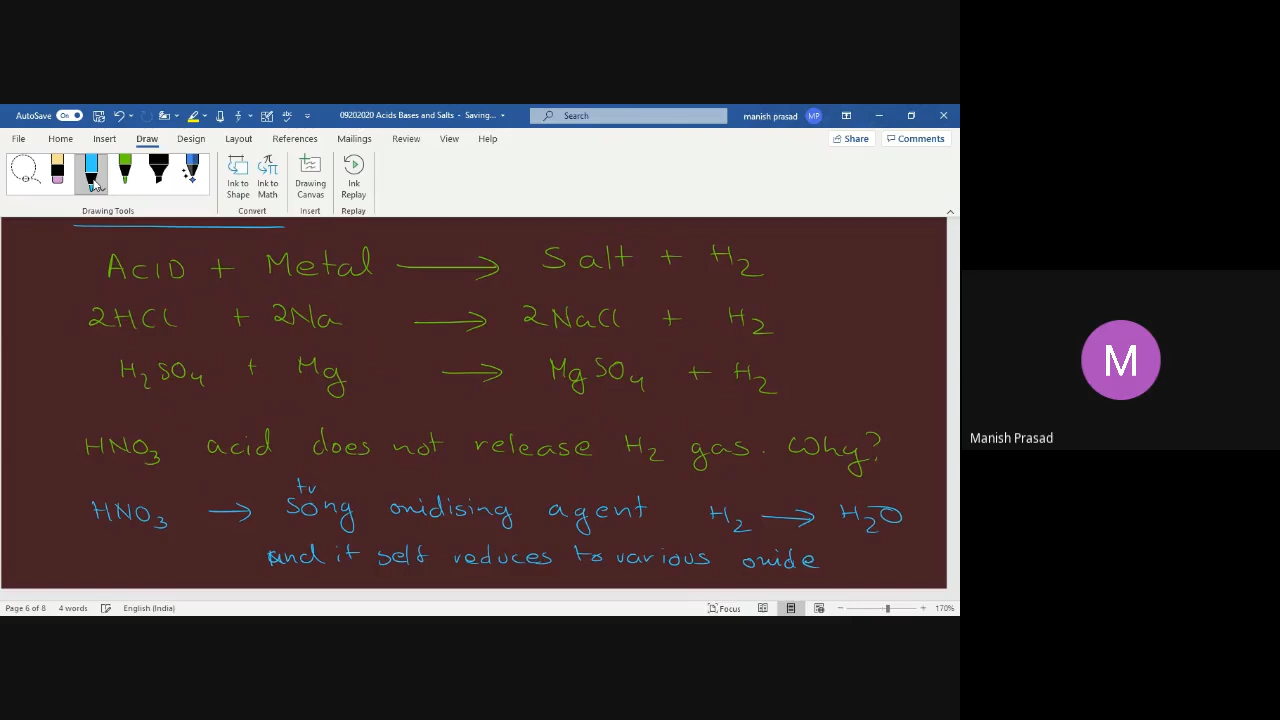 AutoSave On 09202020 Acids Bases and Salts - Saving... Search manish prasad MP
File Home Insert Draw Design Layout References Mailings Review View Help Share Comments
Ink to Shape Ink to Math Drawing Canvas Ink Replay
Drawing Tools Convert Insert Replay
ACID + Metal ⟶ Salt + H₂
2HCl + 2Na ⟶ 2NaCl + H₂
H₂SO₄ + Mg ⟶ MgSO₄ + H₂
HNO₃ acid does not release H₂ gas. Why?
tr
HNO₃ ⟶ song oxidising agent H₂ ⟶ H₂O
and it self reduces to various oxide
Page 6 of 8 4 words English (India) Focus 170%
M
Manish Prasad